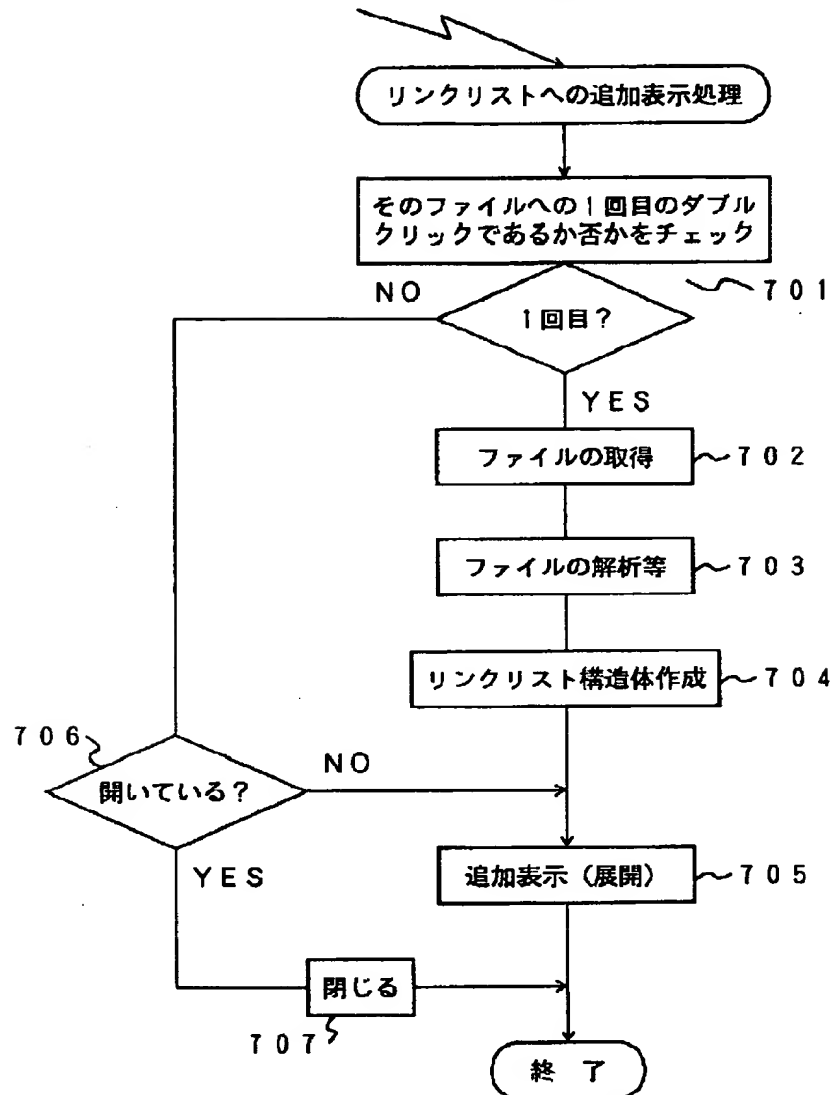 リンクリストへの追加表示処理
そのファイルへの1回目のダブル
クリックであるか否かをチェック
701
NO
1回目?
YES
ファイルの取得
702
ファイルの解析等
703
リンクリスト構造体作成
704
706
開いている?
NO
YES
追加表示(展開)
705
閉じる
707
終了